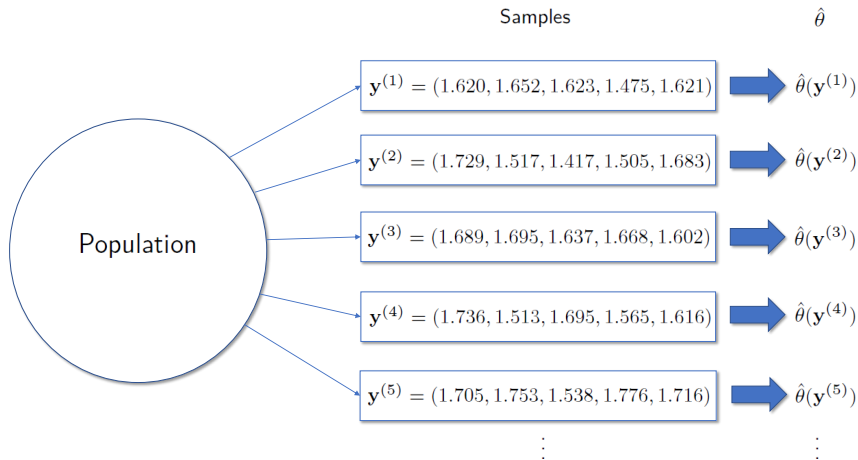 Samples θ̂
y⁽¹⁾ = (1.620, 1.652, 1.623, 1.475, 1.621) θ̂(y⁽¹⁾)
y⁽²⁾ = (1.729, 1.517, 1.417, 1.505, 1.683) θ̂(y⁽²⁾)
Population
y⁽³⁾ = (1.689, 1.695, 1.637, 1.668, 1.602) θ̂(y⁽³⁾)
y⁽⁴⁾ = (1.736, 1.513, 1.695, 1.565, 1.616) θ̂(y⁽⁴⁾)
y⁽⁵⁾ = (1.705, 1.753, 1.538, 1.776, 1.716) θ̂(y⁽⁵⁾)
⋮ ⋮